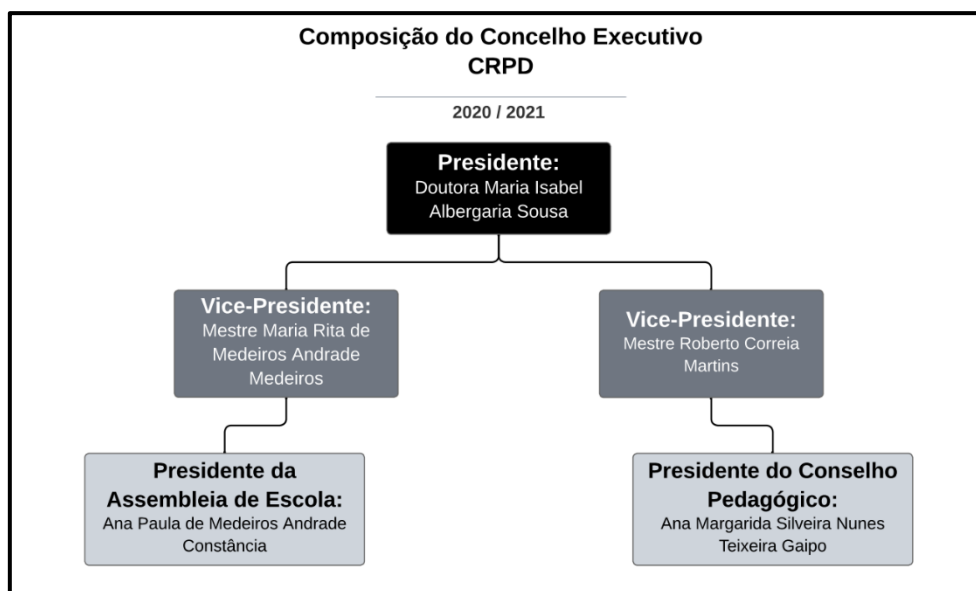 Composição do Concelho Executivo
CRPD
2020 / 2021
Presidente:
Doutora Maria Isabel
Albergaria Sousa
Vice-Presidente:
Mestre Maria Rita de
Medeiros Andrade
Medeiros
Vice-Presidente:
Mestre Roberto Correia
Martins
Presidente da
Assembleia de Escola:
Ana Paula de Medeiros Andrade
Constância
Presidente do Conselho
Pedagógico:
Ana Margarida Silveira Nunes
Teixeira Gaipo